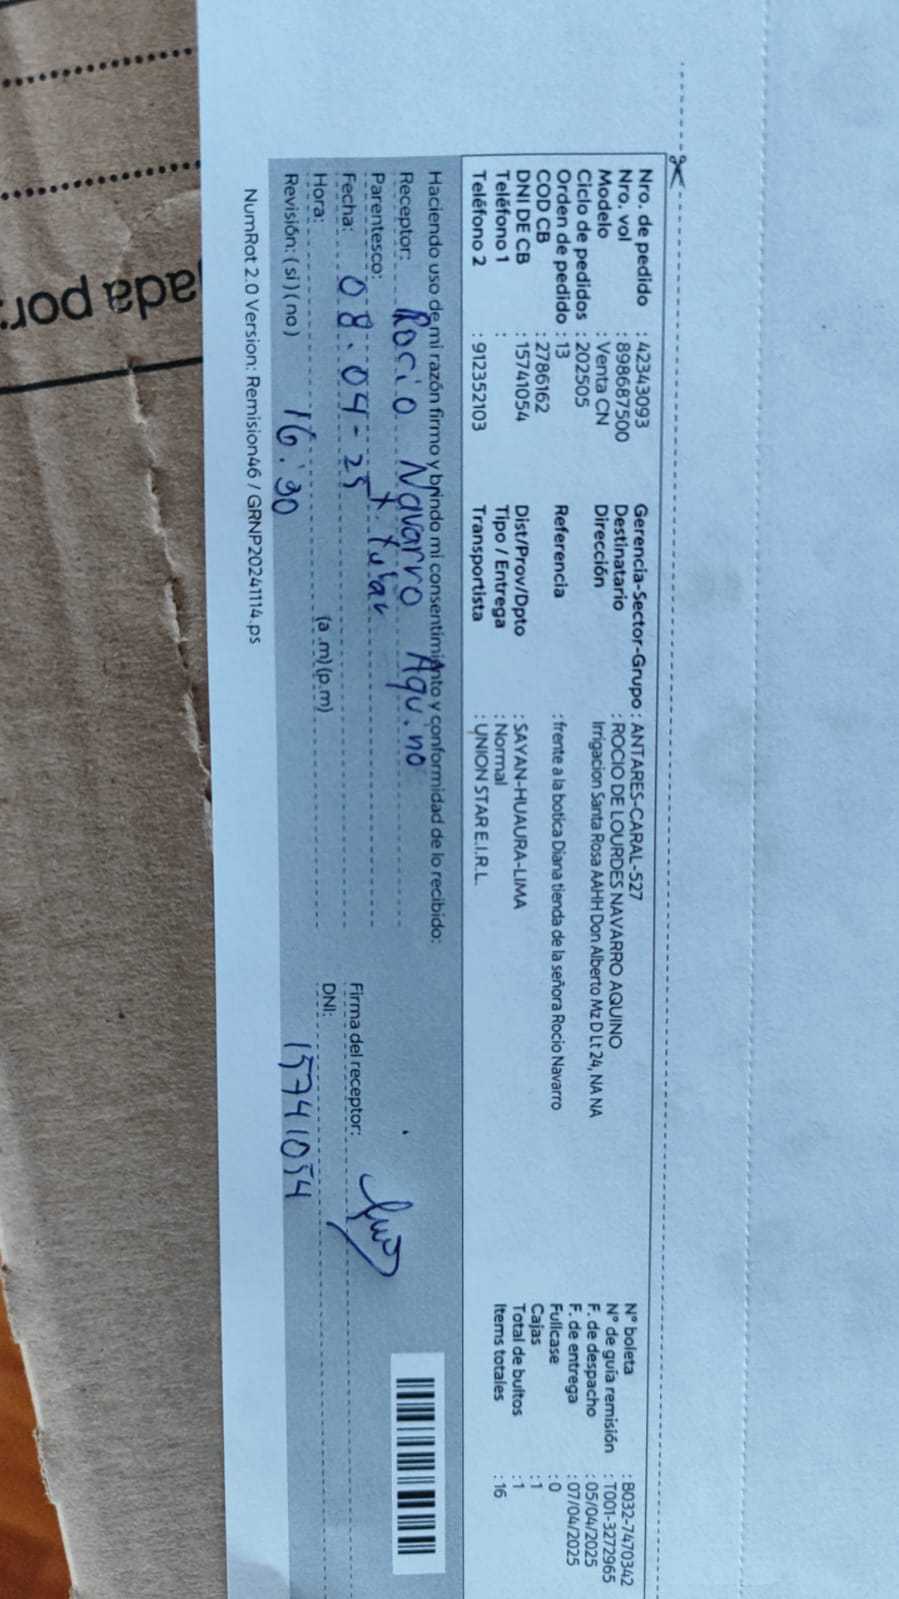 Nro. de pedido : 42343093
Nro. vol : 898687500
Modelo : Venta CN
Ciclo de pedidos : 202505
Orden de pedido : 13
COD CB : 2786162
DNI DE CB : 15741054
Teléfono 1 :
Teléfono 2 : 912352103
Gerencia-Sector-Grupo : ANTARES-CARAL-527
Destinatario : ROCIO DE LOURDES NAVARRO AQUINO
Dirección Irrigacion Santa Rosa AAHH Don Alberto Mz D Lt 24, NA NA
Referencia : frente a la botica Diana tienda de la señora Rocio Navarro
Dist/Prov/Dpto : SAYAN-HUAURA-LIMA
Tipo / Entrega : Normal
Transportista : UNION STAR E.I.R.L.
N° boleta : B032-7470342
N° de guía remisión : T001-3272965
F. de despacho : 05/04/2025
F. de entrega : 07/04/2025
Fullcase : 0
Cajas : 1
Total de bultos : 1
Items totales : 16
Haciendo uso de mi razón firmo y brindo mi consentimiento y conformidad de lo recibido:
Receptor: Rocio Navarro Aquino
Parentesco:
Fecha: 08.04-25
Hora: 16:30 (a .m) (p.m)
Revisión: (si) (no)
Firma del receptor:
DNI: 15741054
NumRot 2.0 Version: Remision46 / GRNP20241114.ps
ada por: